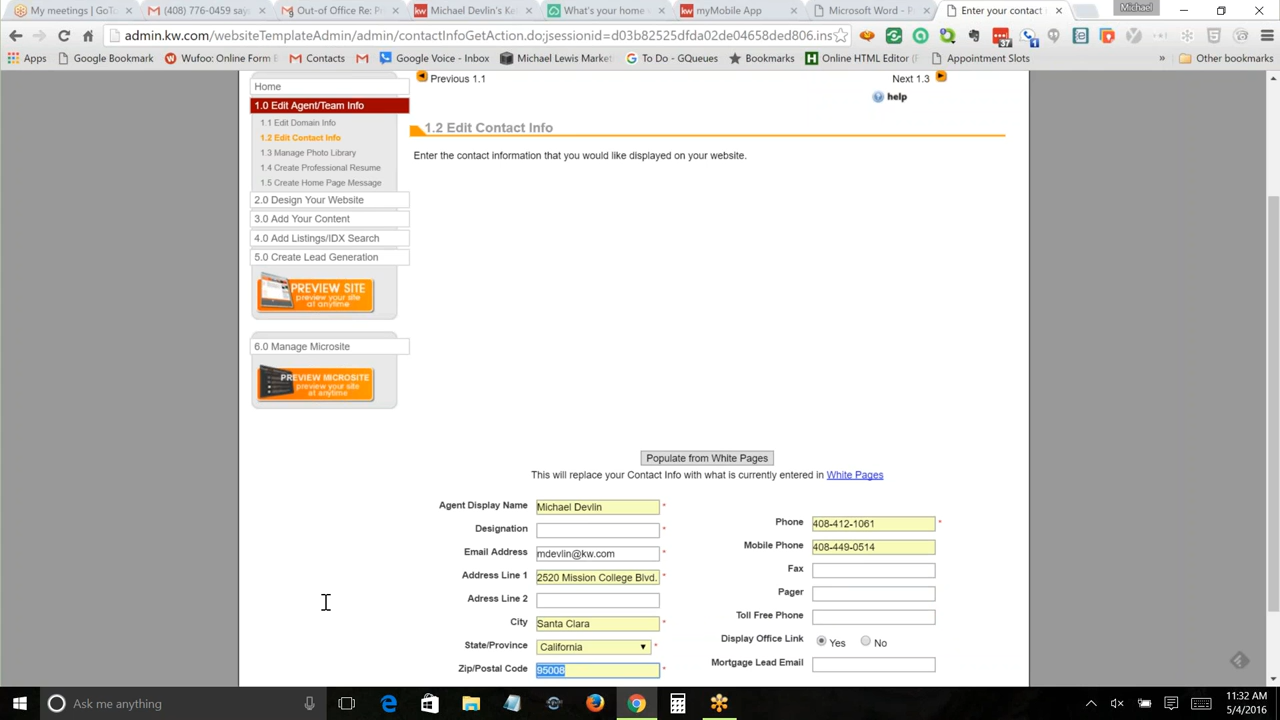 My meetings | GoTo
(408) 776-0459 says
Out-of Office Re: Pr
Michael Devlin's Ke
What's your home
myMobile App
Microsoft Word - P
Enter your contact
Michael
admin.kw.com/websiteTemplateAdmin/admin/contactInfoGetAction.do;jsessionid=d03b82525dfda02de04658ded806.ins
37
1
Apps
Google Bookmark
Wufoo: Online Form
Contacts
Google Voice - Inbox
Michael Lewis Market
To Do - GQueues
Bookmarks
Online HTML Editor (F
Appointment Slots
»
Other bookmarks
Previous 1.1
Next 1.3
help
Home
1.0 Edit Agent/Team Info
1.1 Edit Domain Info
1.2 Edit Contact Info
1.3 Manage Photo Library
1.4 Create Professional Resume
1.5 Create Home Page Message
2.0 Design Your Website
3.0 Add Your Content
4.0 Add Listings/IDX Search
5.0 Create Lead Generation
PREVIEW SITE
preview your site
at anytime
6.0 Manage Microsite
PREVIEW MICROSITE
preview your site
at anytime
1.2 Edit Contact Info
Enter the contact information that you would like displayed on your website.
Populate from White Pages
This will replace your Contact Info with what is currently entered in White Pages
Agent Display Name Michael Devlin *
Designation *
Email Address mdevlin@kw.com *
Address Line 1 2520 Mission College Blvd. *
Adress Line 2
City Santa Clara *
State/Province California *
Zip/Postal Code 95008 *
Phone 408-412-1061 *
Mobile Phone 408-449-0514
Fax
Pager
Toll Free Phone
Display Office Link Yes No
Mortgage Lead Email
Ask me anything
11:32 AM
5/4/2016